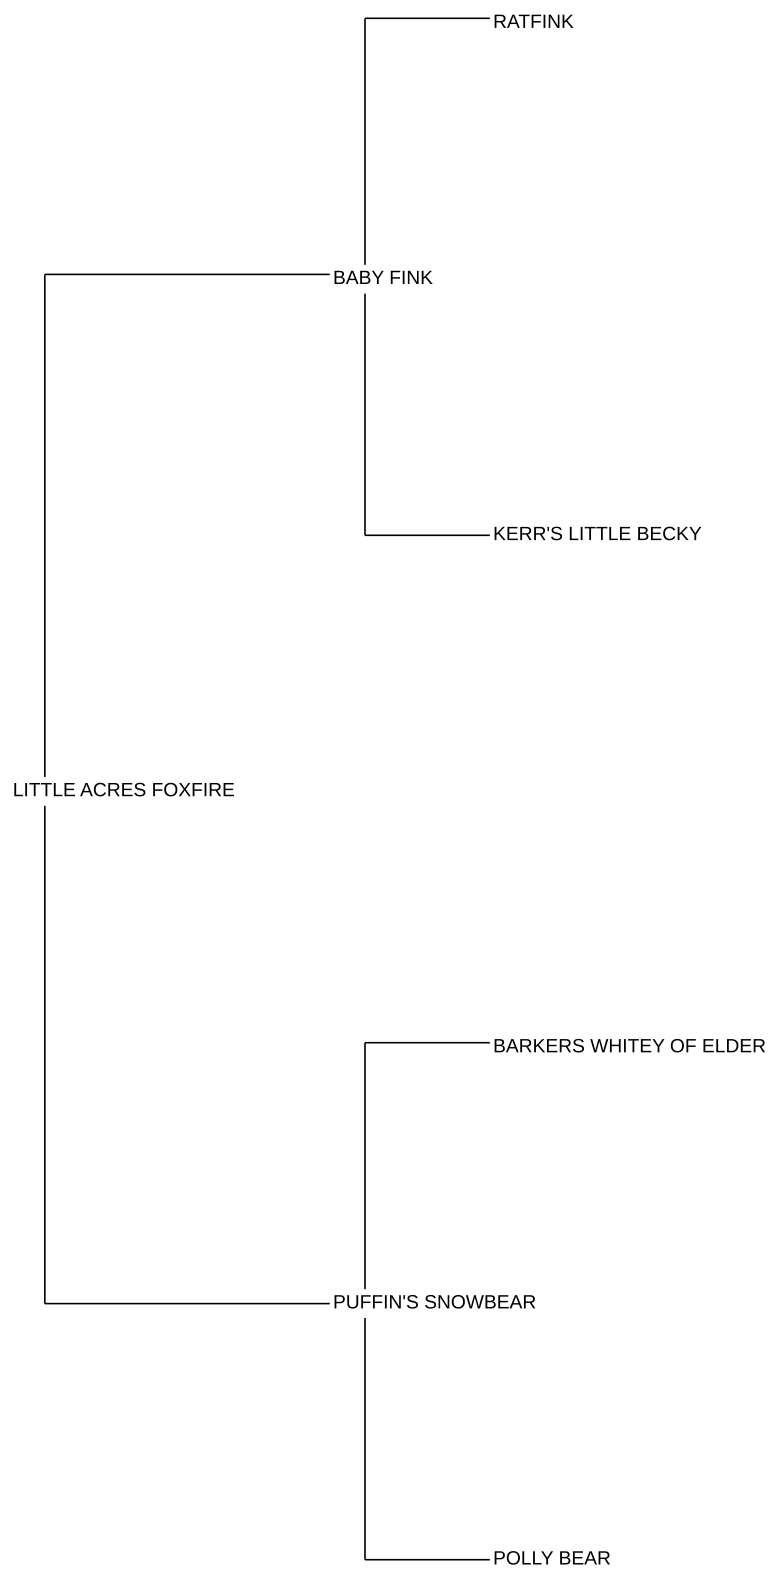 RATFINK
BABY FINK
KERR'S LITTLE BECKY
LITTLE ACRES FOXFIRE
BARKERS WHITEY OF ELDER
PUFFIN'S SNOWBEAR
POLLY BEAR